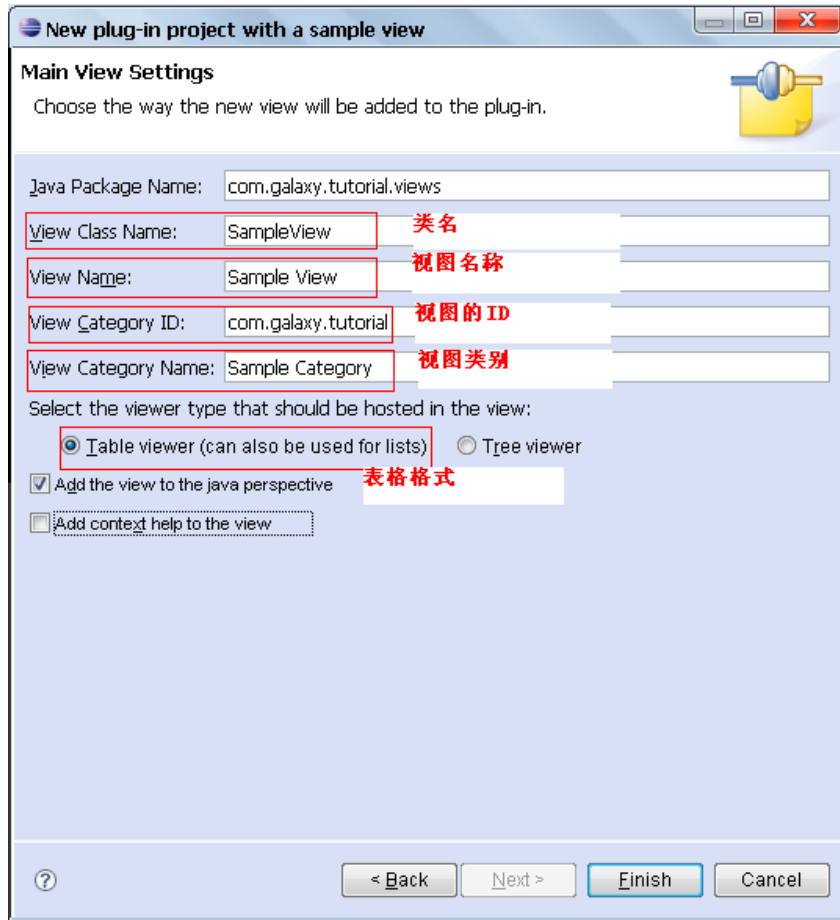 New plug-in project with a sample view
Main View Settings
Choose the way the new view will be added to the plug-in.
Java Package Name: com.galaxy.tutorial.views
View Class Name: SampleView 类名
View Name: Sample View 视图名称
View Category ID: com.galaxy.tutorial 视图的ID
View Category Name: Sample Category 视图类别
Select the viewer type that should be hosted in the view:
Table viewer (can also be used for lists) Tree viewer
Add the view to the java perspective 表格格式
Add context help to the view
? < Back Next > Finish Cancel